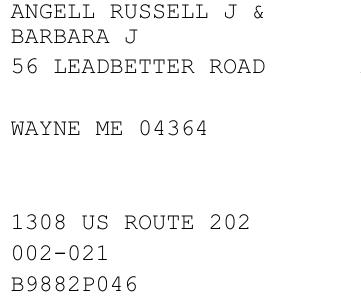 ANGELL RUSSELL J &
BARBARA J
56 LEADBETTER ROAD
WAYNE ME 04364
1308 US ROUTE 202
002-021
B9882P046